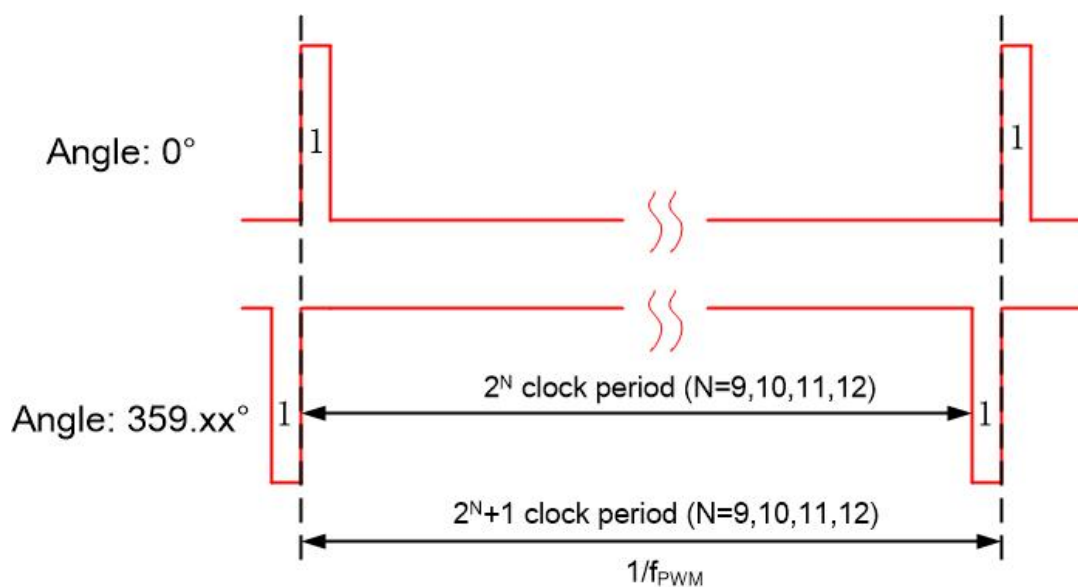 Angle: 0°
1
1
Angle: 359.xx°
1
1
2ᴺ clock period (N=9,10,11,12)
2ᴺ+1 clock period (N=9,10,11,12)
1/fPWM